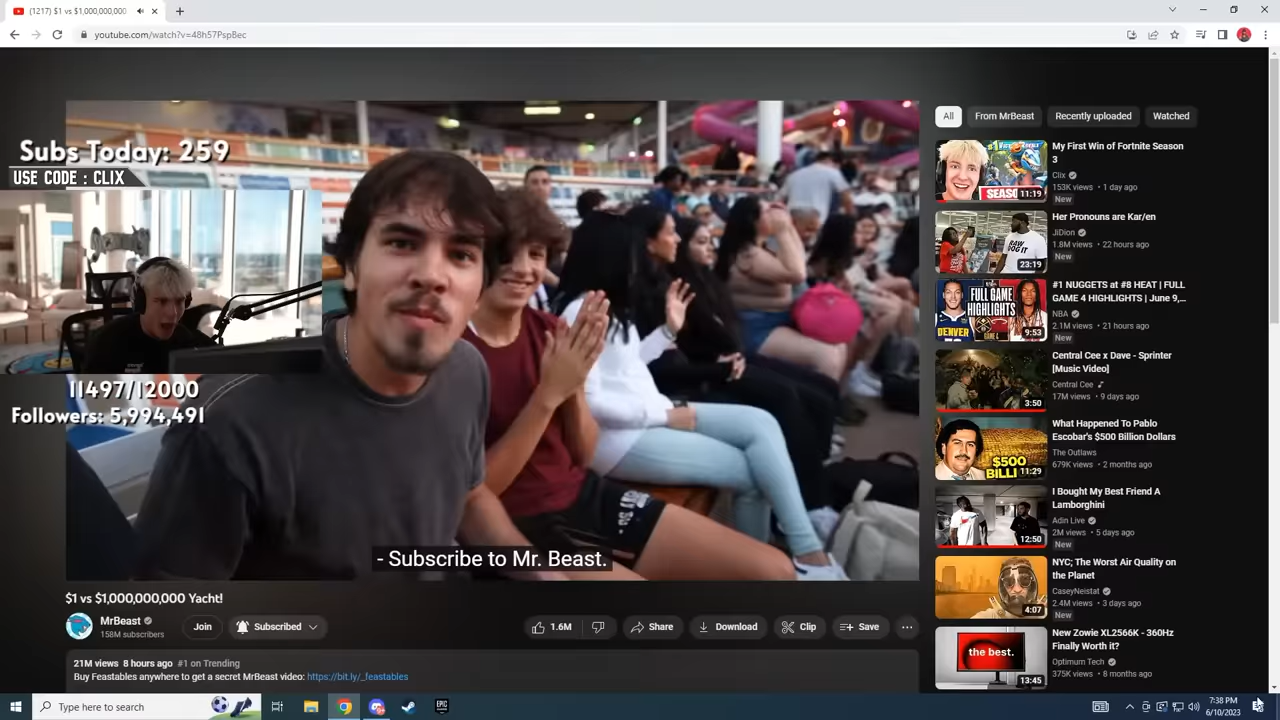 (1217) $1 vs $1,000,000,000
youtube.com/watch?v=48h57PspBec
Subs Today: 259
USE CODE : CLIX
11497/12000
Followers: 5,994,491
- Subscribe to Mr. Beast.
$1 vs $1,000,000,000 Yacht!
MrBeast
158M subscribers
Join
Subscribed
1.6M
Share
Download
Clip
Save
21M views 8 hours ago #1 on Trending
Buy Feastables anywhere to get a secret MrBeast video: https://bit.ly/_feastables
All
From MrBeast
Recently uploaded
Watched
SEASO
11:19
My First Win of Fortnite Season
3
Clix
153K views • 1 day ago
New
RAW
DOG IT
23:19
Her Pronouns are Kar/en
JiDion
1.8M views • 22 hours ago
New
FULL
GAME
DENVER
9:53
#1 NUGGETS at #8 HEAT | FULL
GAME 4 HIGHLIGHTS | June 9,...
NBA
2.1M views • 21 hours ago
New
3:50
Central Cee x Dave - Sprinter
[Music Video]
Central Cee
17M views • 9 days ago
$500
BILLI
11:29
What Happened To Pablo
Escobar's $500 Billion Dollars
The Outlaws
679K views • 2 months ago
12:50
I Bought My Best Friend A
Lamborghini
Adin Live
2M views • 5 days ago
New
4:07
NYC; The Worst Air Quality on
the Planet
CaseyNeistat
2.4M views • 3 days ago
New
the best.
13:45
New Zowie XL2566K - 360Hz
Finally Worth it?
Optimum Tech
375K views • 8 months ago
Type here to search
EPIC
7:38 PM
6/10/2023